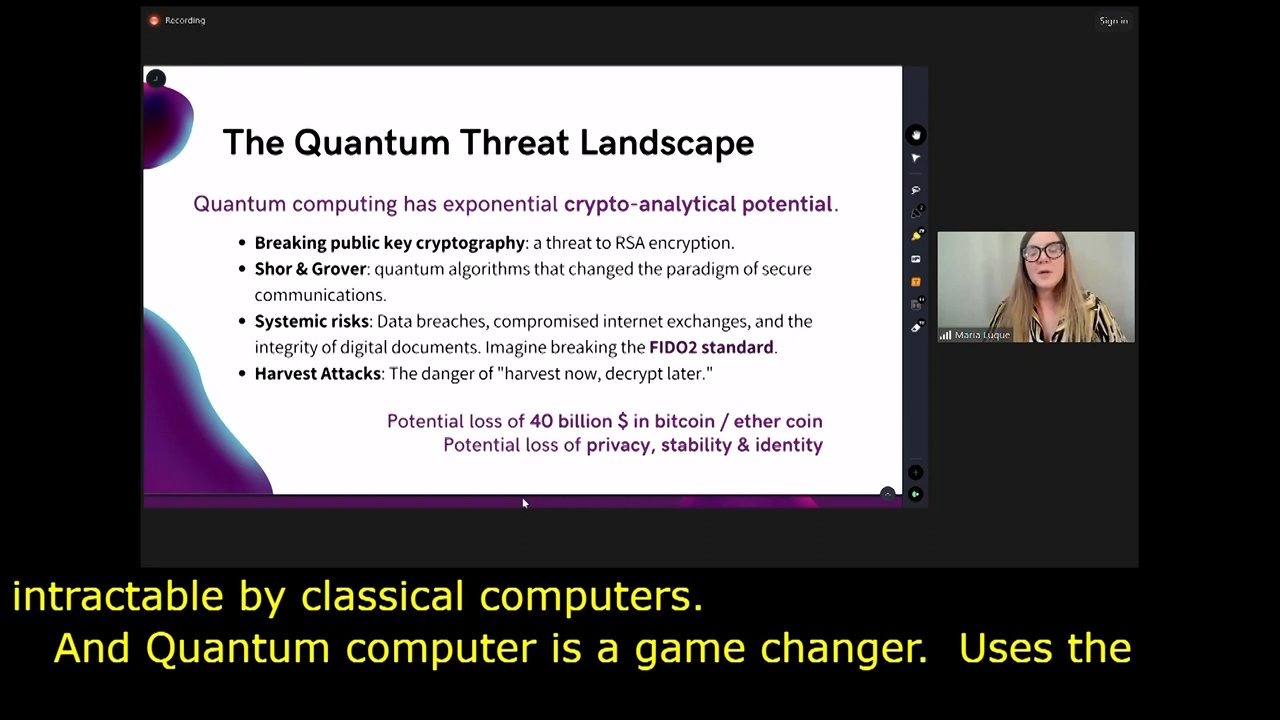 Recording
Sign in
The Quantum Threat Landscape
Quantum computing has exponential crypto-analytical potential.
• Breaking public key cryptography: a threat to RSA encryption.
• Shor & Grover: quantum algorithms that changed the paradigm of secure
communications.
• Systemic risks: Data breaches, compromised internet exchanges, and the
integrity of digital documents. Imagine breaking the FIDO2 standard.
• Harvest Attacks: The danger of "harvest now, decrypt later."
Potential loss of 40 billion $ in bitcoin / ether coin
Potential loss of privacy, stability & identity
Maria Luque
intractable by classical computers.
And Quantum computer is a game changer.  Uses the